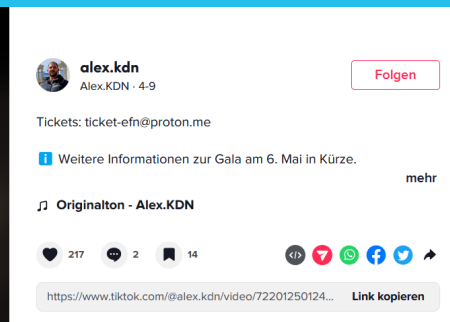 alex.kdn
Alex.KDN · 4-9
Folgen
Tickets: ticket-efn@proton.me
Weitere Informationen zur Gala am 6. Mai in Kürze.
mehr
Originalton - Alex.KDN
217
2
14
https://www.tiktok.com/@alex.kdn/video/72201250124...
Link kopieren